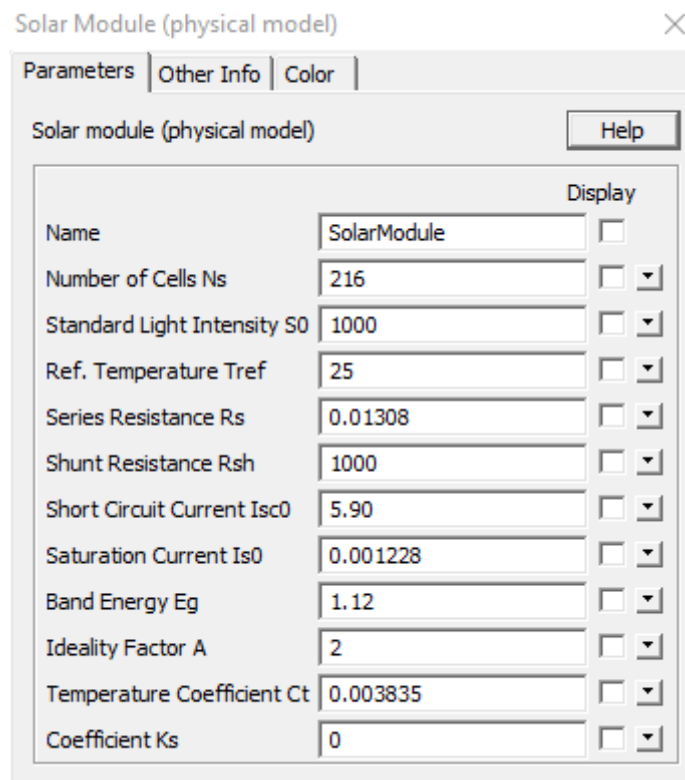 Solar Module (physical model)
Parameters Other Info Color
Solar module (physical model) Help
Display
Name SolarModule
Number of Cells Ns 216
Standard Light Intensity S0 1000
Ref. Temperature Tref 25
Series Resistance Rs 0.01308
Shunt Resistance Rsh 1000
Short Circuit Current Isc0 5.90
Saturation Current Is0 0.001228
Band Energy Eg 1.12
Ideality Factor A 2
Temperature Coefficient Ct 0.003835
Coefficient Ks 0